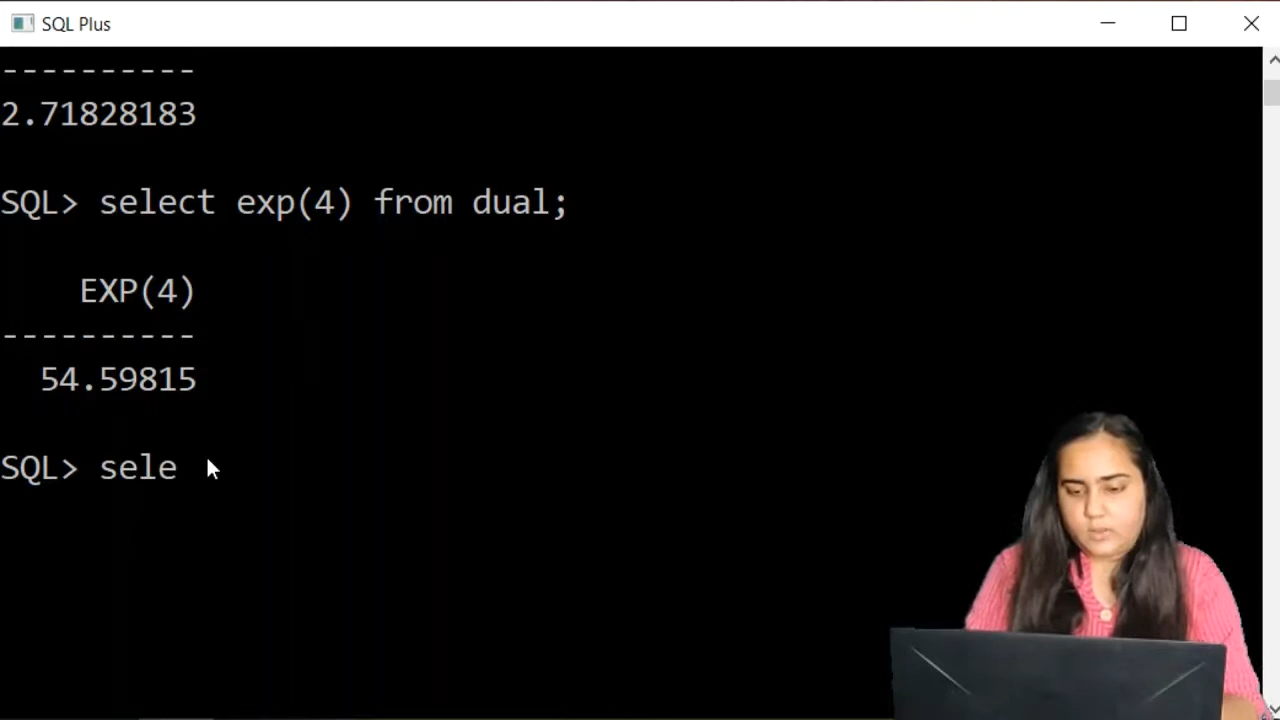 SQL Plus
----------
2.71828183
SQL> select exp(4) from dual;
EXP(4)
----------
54.59815
SQL> sele